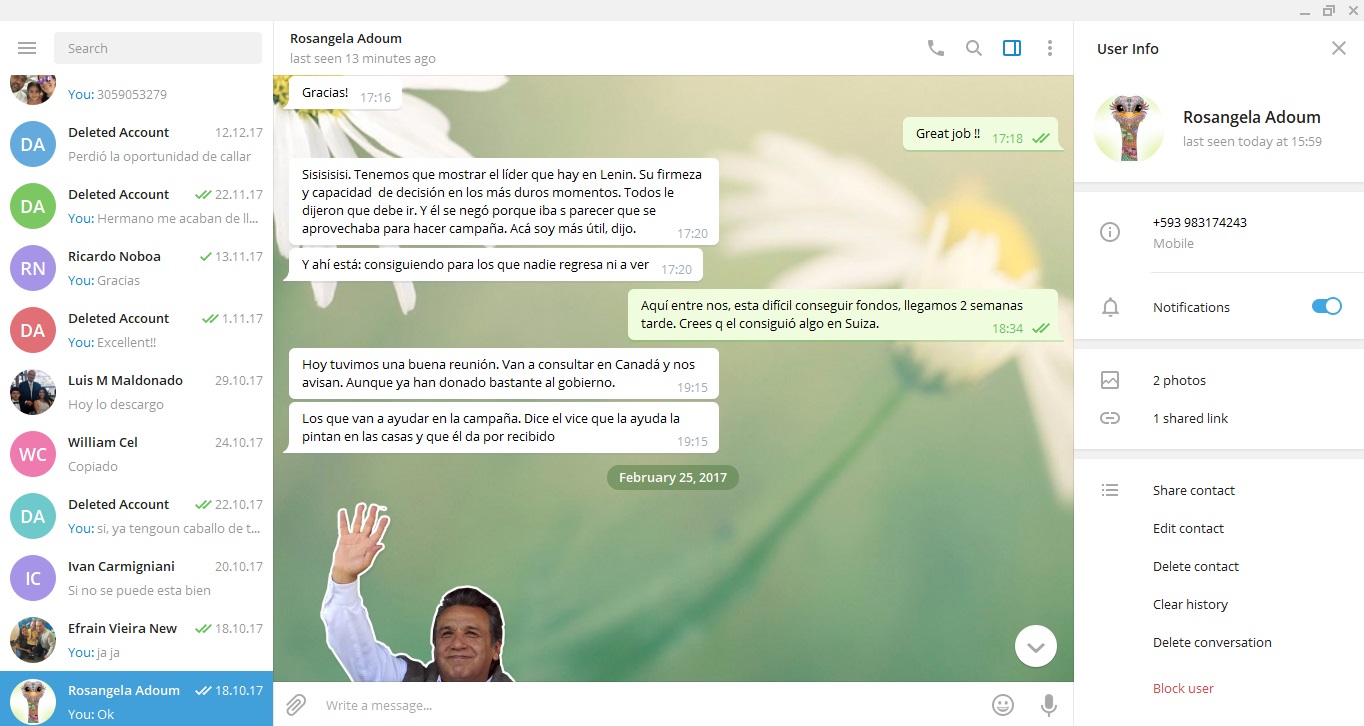 Search
You: 3059053279
DA
Deleted Account 12.12.17
Perdió la oportunidad de callar
DA
Deleted Account 22.11.17
You: Hermano me acaban de ll...
RN
Ricardo Noboa 13.11.17
You: Gracias
DA
Deleted Account 1.11.17
You: Excellent!!
Luis M Maldonado 29.10.17
Hoy lo descargo
WC
William Cel 24.10.17
Copiado
DA
Deleted Account 22.10.17
You: si, ya tengoun caballo de t...
IC
Ivan Carmigniani 20.10.17
Si no se puede esta bien
Efrain Vieira New 18.10.17
You: ja ja
Rosangela Adoum 18.10.17
You: Ok
Rosangela Adoum
last seen 13 minutes ago
Gracias! 17:16
Great job !! 17:18
Sisisisisi. Tenemos que mostrar el líder que hay en Lenin. Su firmeza
y capacidad de decisión en los más duros momentos. Todos le
dijeron que debe ir. Y él se negó porque iba s parecer que se
aprovechaba para hacer campaña. Acá soy más útil, dijo. 17:20
Y ahí está: consiguiendo para los que nadie regresa ni a ver 17:20
Aquí entre nos, esta difícil conseguir fondos, llegamos 2 semanas
tarde. Crees q el consiguió algo en Suiza. 18:34
Hoy tuvimos una buena reunión. Van a consultar en Canadá y nos
avisan. Aunque ya han donado bastante al gobierno. 19:15
Los que van a ayudar en la campaña. Dice el vice que la ayuda la
pintan en las casas y que él da por recibido 19:15
February 25, 2017
Write a message...
User Info
Rosangela Adoum
last seen today at 15:59
+593 983174243
Mobile
Notifications
2 photos
1 shared link
Share contact
Edit contact
Delete contact
Clear history
Delete conversation
Block user